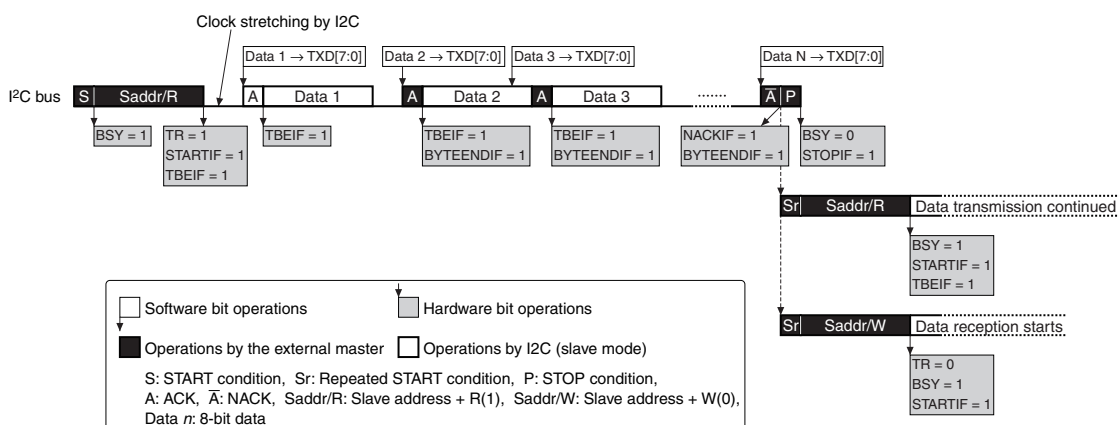 Clock stretching by I2C
Data 1 → TXD[7:0] Data 2 → TXD[7:0] Data 3 → TXD[7:0] Data N → TXD[7:0]
I²C bus S Saddr/R A Data 1 A Data 2 A Data 3 ........ A̅ P
BSY = 1
TR = 1
STARTIF = 1
TBEIF = 1
TBEIF = 1
TBEIF = 1
BYTEENDIF = 1
TBEIF = 1
BYTEENDIF = 1
NACKIF = 1
BYTEENDIF = 1
BSY = 0
STOPIF = 1
Sr Saddr/R Data transmission continued
BSY = 1
STARTIF = 1
TBEIF = 1
Sr Saddr/W Data reception starts
TR = 0
BSY = 1
STARTIF = 1
Software bit operations Hardware bit operations
Operations by the external master Operations by I2C (slave mode)
S: START condition, Sr: Repeated START condition, P: STOP condition,
A: ACK, A̅: NACK, Saddr/R: Slave address + R(1), Saddr/W: Slave address + W(0),
Data n: 8-bit data